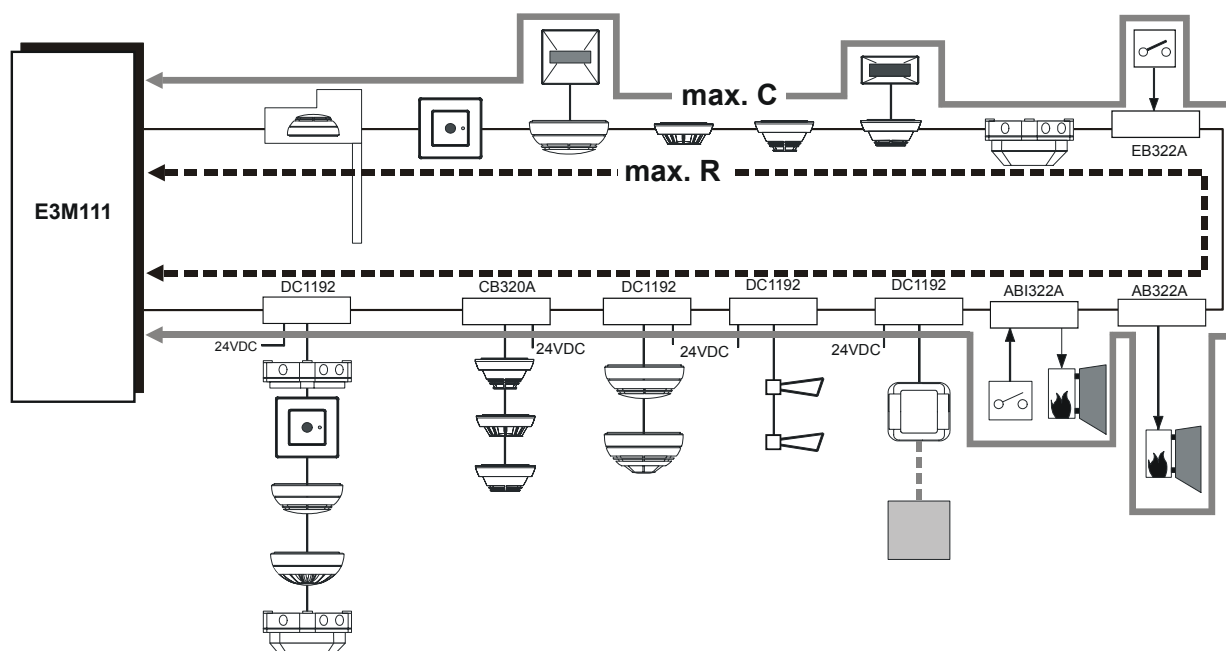 max. C
EB322A
max. R
E3M111
DC1192
CB320A
DC1192
DC1192
DC1192
ABI322A
AB322A
24VDC
24VDC
24VDC
24VDC